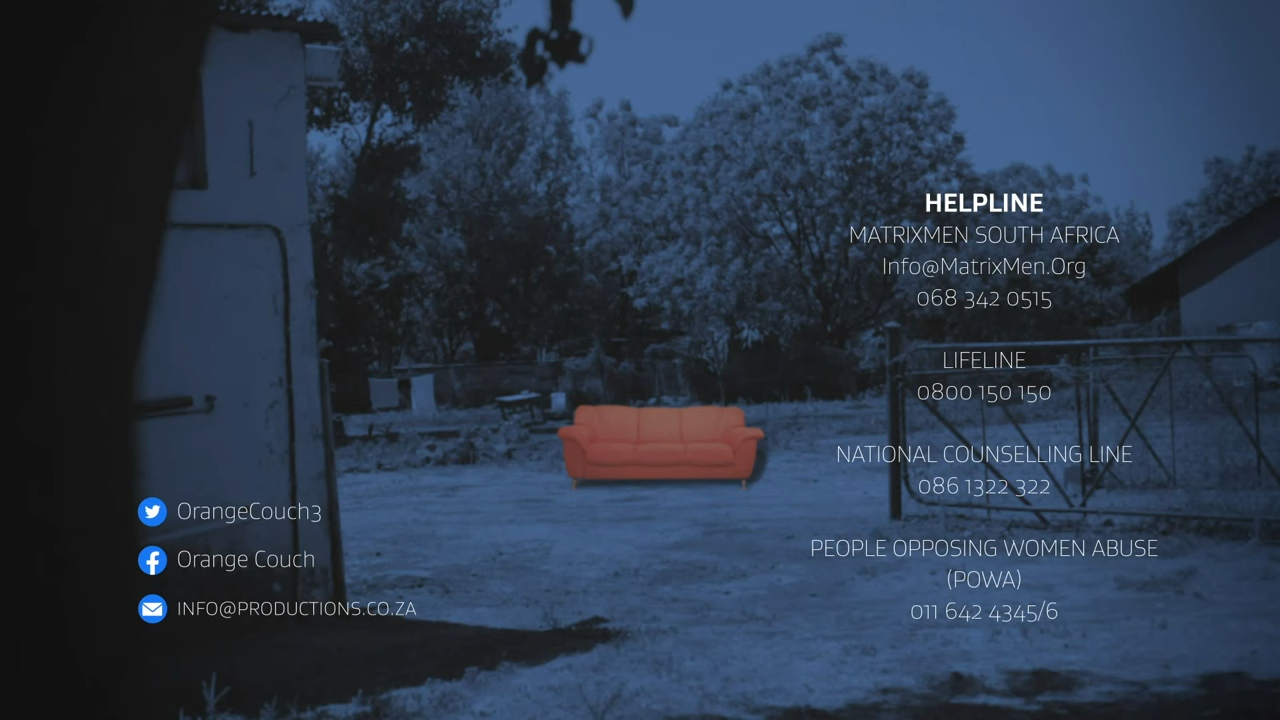 HELPLINE
MATRIXMEN SOUTH AFRICA
Info@MatrixMen.Org
068 342 0515
LIFELINE
0800 150 150
NATIONAL COUNSELLING LINE
086 1322 322
PEOPLE OPPOSING WOMEN ABUSE
(POWA)
011 642 4345/6
OrangeCouch3
Orange Couch
INFO@PRODUCTIONS.CO.ZA